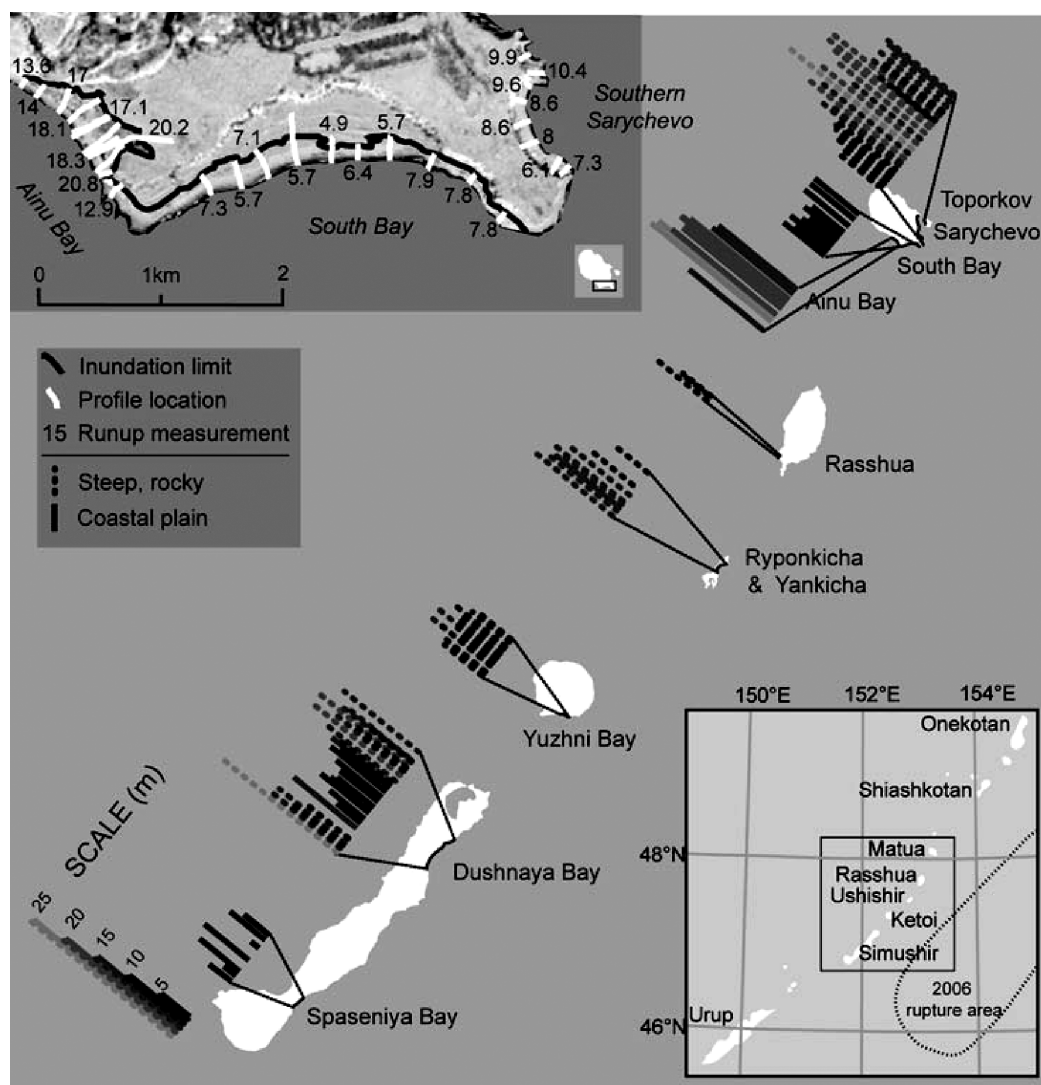 13.6
17
14
17.1
18.1
20.2
18.3
20.8
12.9
7.1
4.9
5.7
7.3
5.7
5.7
6.4
7.9
7.8
7.8
9.9
10.4
9.6
8.6
8.6
8
6.1
7.3
Southern
Sarychevo
Ainu Bay
South Bay
0
1km
2
Inundation limit
Profile location
15 Runup measurement
Steep, rocky
Coastal plain
Toporkov
Sarychevo
South Bay
Ainu Bay
Rasshua
Ryponkicha
& Yankicha
Yuzhni Bay
Dushnaya Bay
Spaseniya Bay
SCALE (m)
25
20
15
10
5
150°E
152°E
154°E
Onekotan
Shiashkotan
48°N
Matua
Rasshua
Ushishir
Ketoi
Simushir
2006
rupture area
Urup
46°N